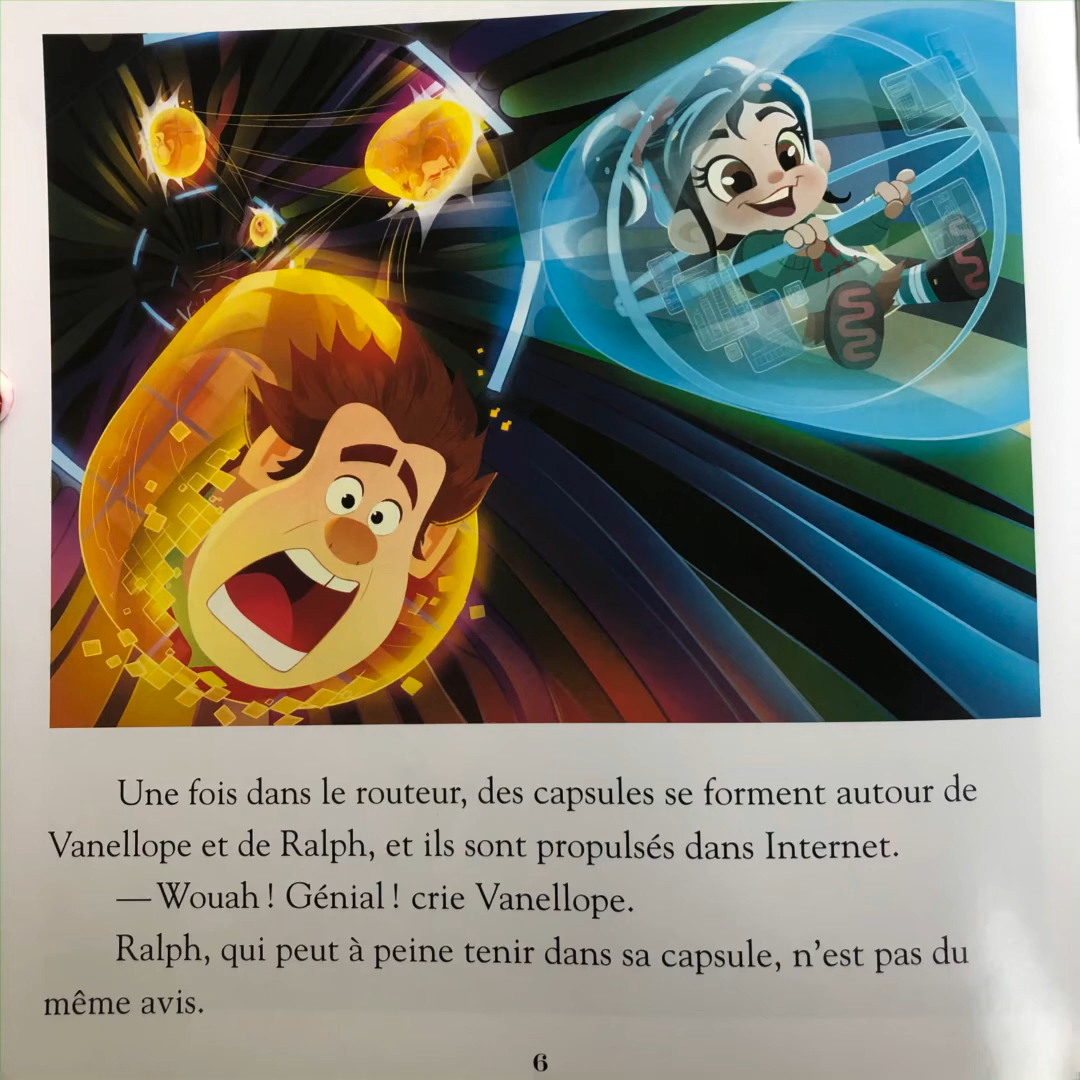 Une fois dans le routeur, des capsules se forment autour de
Vanellope et de Ralph, et ils sont propulsés dans Internet.
— Wouah ! Génial ! crie Vanellope.
Ralph, qui peut à peine tenir dans sa capsule, n’est pas du
même avis.
6